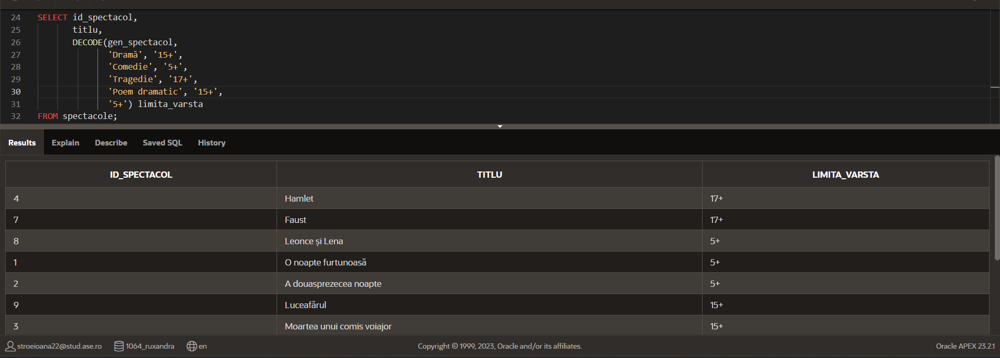 24 SELECT id_spectacol,
25 titlu,
26 DECODE(gen_spectacol,
27 'Dramă', '15+',
28 'Comedie', '5+',
29 'Tragedie', '17+',
30 'Poem dramatic', '15+',
31 '5+') limita_varsta
32 FROM spectacole;
Results Explain Describe Saved SQL History
ID_SPECTACOL TITLU LIMITA_VARSTA
4 Hamlet 17+
7 Faust 17+
8 Leonce și Lena 5+
1 O noapte furtunoasă 5+
2 A douasprezecea noapte 5+
9 Luceafărul 15+
3 Moartea unui comis voiajor 15+
stroeioana22@stud.ase.ro 1064_ruxandra en Copyright © 1999, 2023, Oracle and/or its affiliates. Oracle APEX 23.2.1